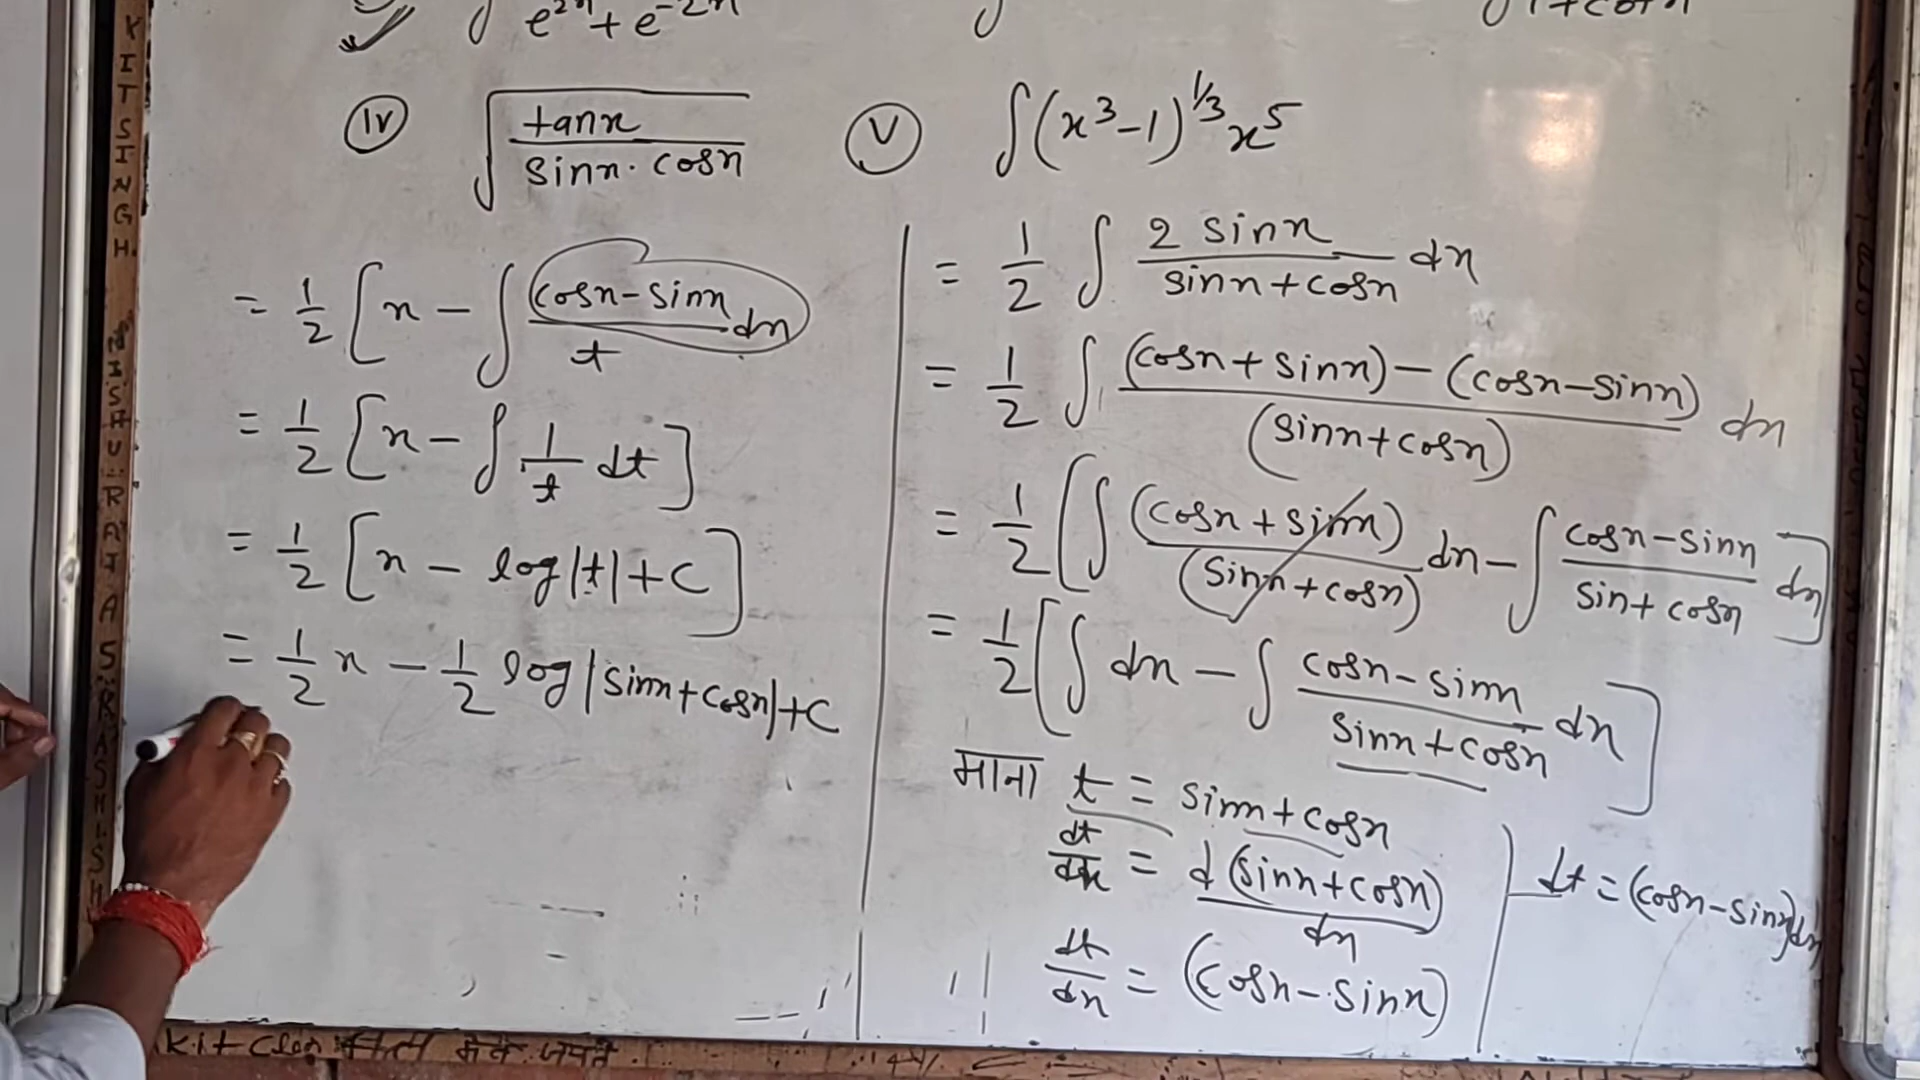 e²ˣ + e⁻²ˣ
(iv) √(tanx / sinx · cosx)
(v) ∫(x³-1)^1/3 x⁵
= 1/2 [x - ∫ (cosx - sinx)/t dx
= 1/2 [x - ∫ 1/t dt]
= 1/2 [x - log|t| + C]
= 1/2 x - 1/2 log|sinx + cosx| + C
= 1/2 ∫ 2 sinx / (sinx + cosx) dx
= 1/2 ∫ ((cosx + sinx) - (cosx - sinx)) / (sinx + cosx) dx
= 1/2 [∫ (cosx + sinx) / (sinx + cosx) dx - ∫ (cosx - sinx) / (sin + cosx) dx]
= 1/2 [∫ dx - ∫ (cosx - sinx) / (sinx + cosx) dx]
माना t = sinx + cosx
dt/dx = d(sinx + cosx)/dx
dt/dx = (cosx - sinx)
dt = (cosx - sinx)dx